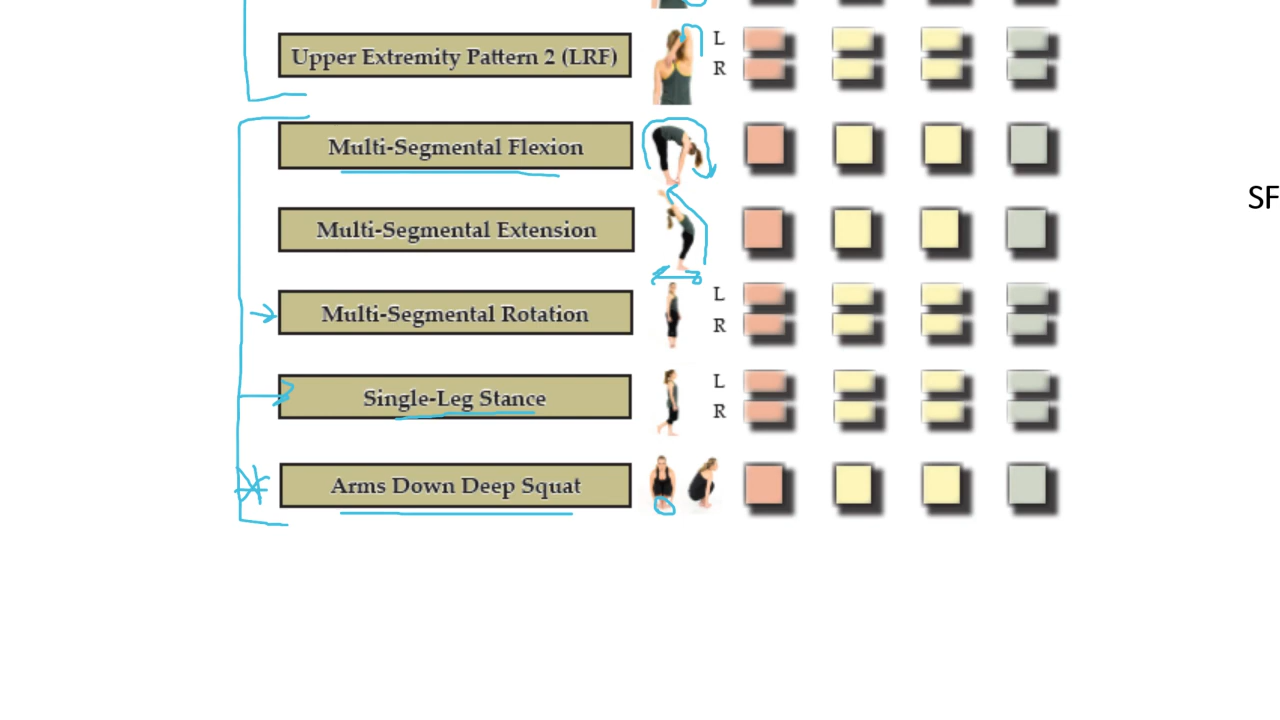 Upper Extremity Pattern 2 (LRF)
L
R
Multi-Segmental Flexion
SF
Multi-Segmental Extension
Multi-Segmental Rotation
L
R
Single-Leg Stance
L
R
Arms Down Deep Squat